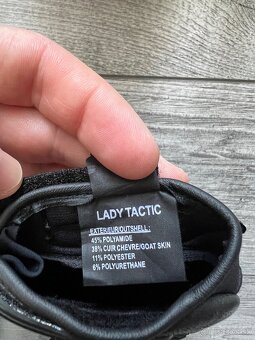 LADY TACTIC
EXTERIEUR/OUTSHELL:
45% POLYAMIDE
38% CUIR CHEVRE/GOAT SKIN
11% POLYESTER
6% POLYURETHANE